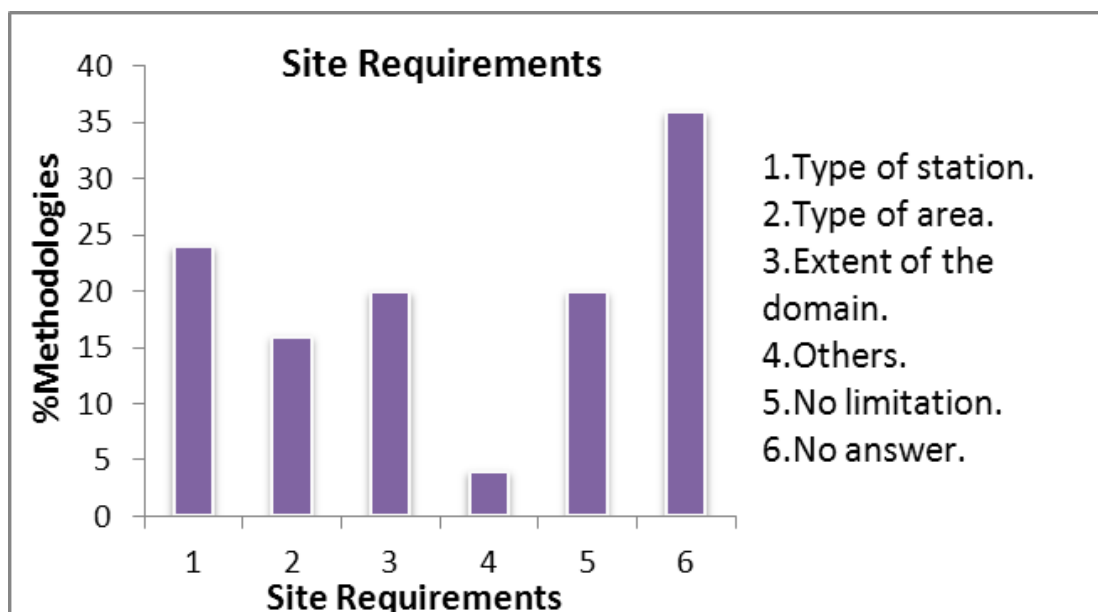 Site Requirements
%Methodologies
40
35
30
25
20
15
10
5
0
1 2 3 4 5 6
Site Requirements
1.Type of station.
2.Type of area.
3.Extent of the
domain.
4.Others.
5.No limitation.
6.No answer.